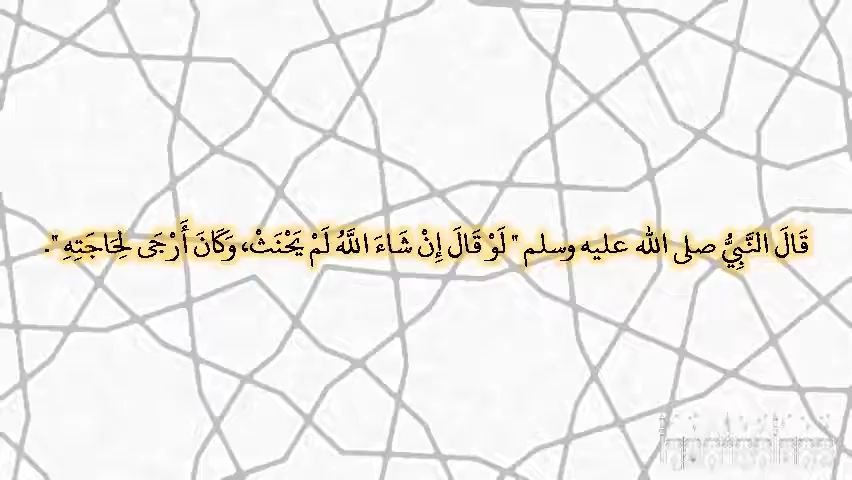 قَالَ النَّبِيُّ صلى الله عليه وسلم " لَوْ قَالَ إِنْ شَاءَ اللَّهُ لَمْ يَحْنَثْ، وَكَانَ أَرْجَى لِحَاجَتِهِ ".